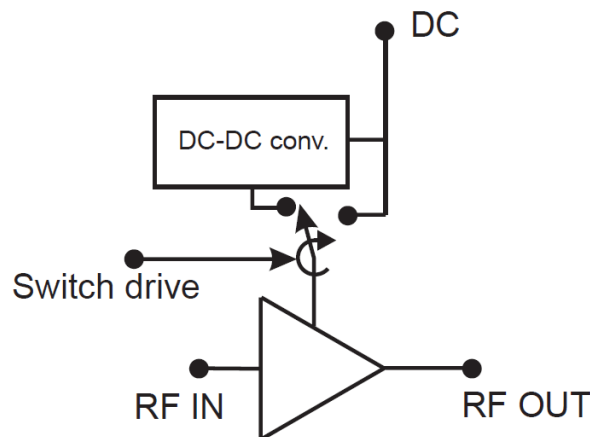 DC
DC-DC conv.
Switch drive
RF IN
RF OUT